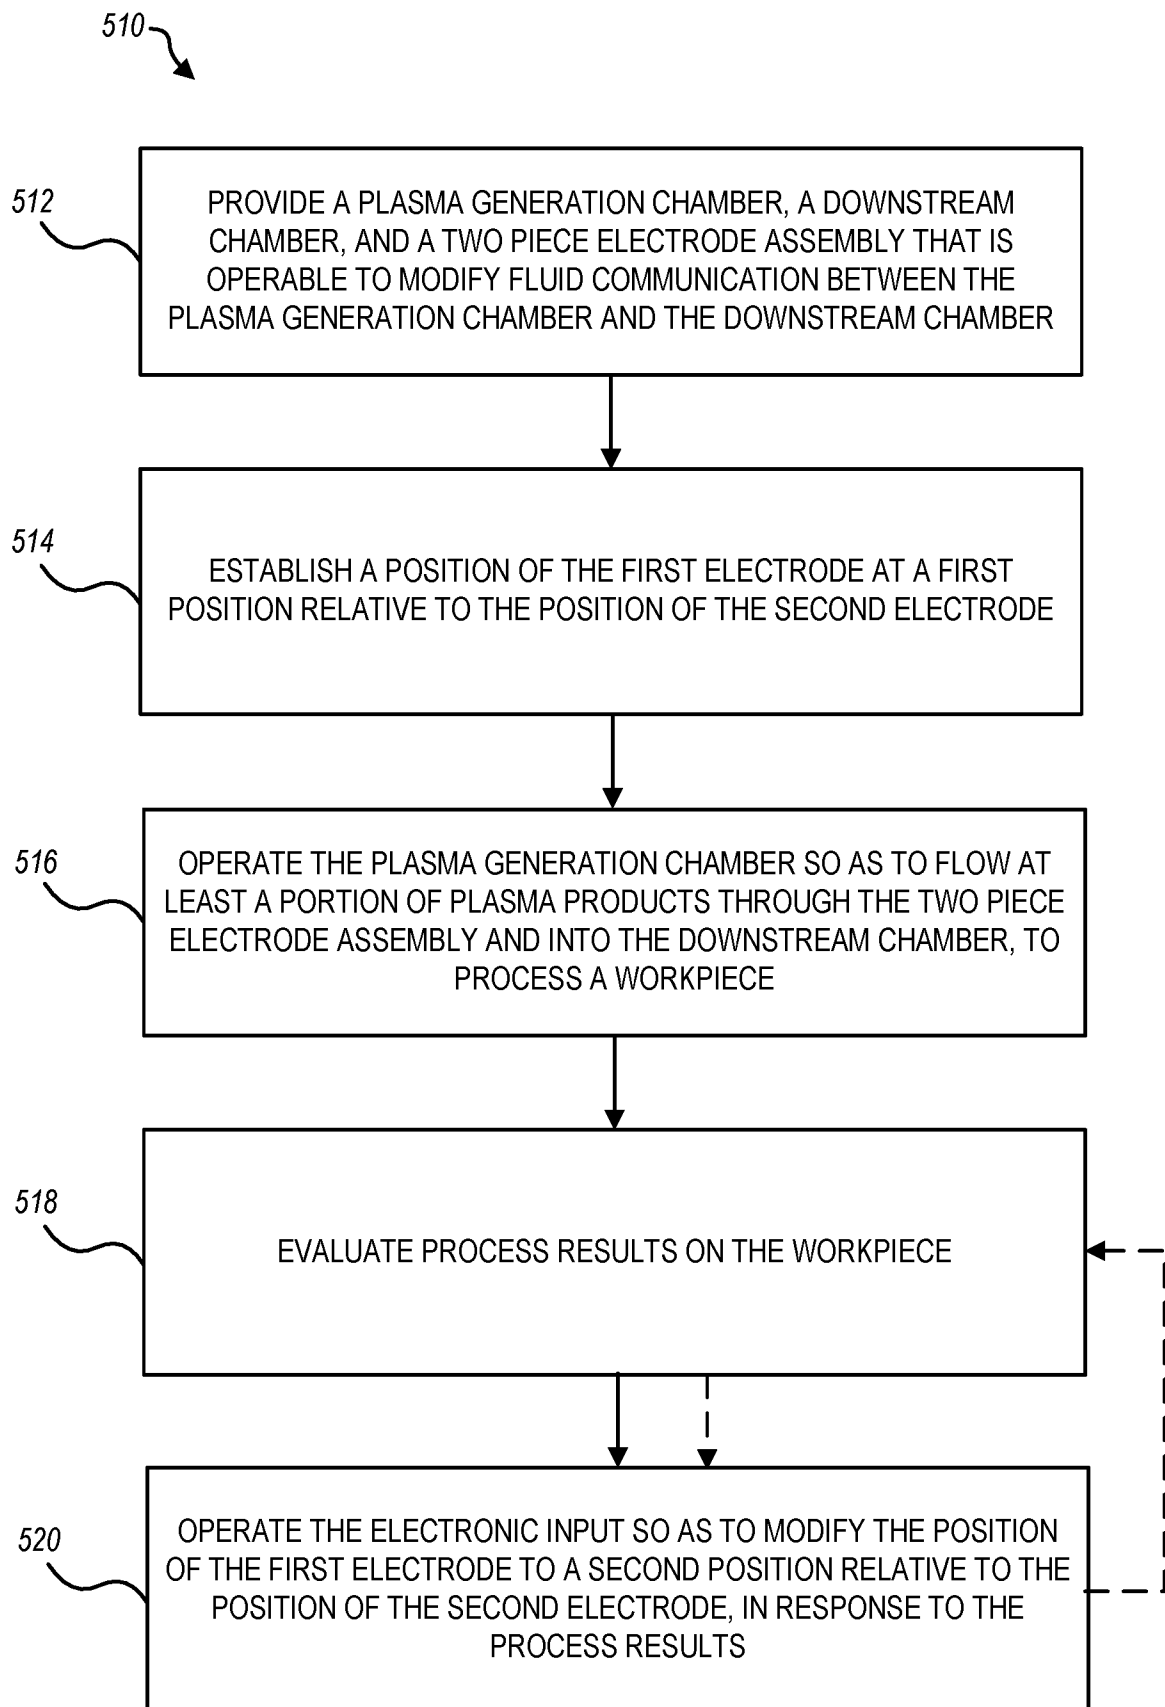 510
512
PROVIDE A PLASMA GENERATION CHAMBER, A DOWNSTREAM
CHAMBER, AND A TWO PIECE ELECTRODE ASSEMBLY THAT IS
OPERABLE TO MODIFY FLUID COMMUNICATION BETWEEN THE
PLASMA GENERATION CHAMBER AND THE DOWNSTREAM CHAMBER
514
ESTABLISH A POSITION OF THE FIRST ELECTRODE AT A FIRST
POSITION RELATIVE TO THE POSITION OF THE SECOND ELECTRODE
516
OPERATE THE PLASMA GENERATION CHAMBER SO AS TO FLOW AT
LEAST A PORTION OF PLASMA PRODUCTS THROUGH THE TWO PIECE
ELECTRODE ASSEMBLY AND INTO THE DOWNSTREAM CHAMBER, TO
PROCESS A WORKPIECE
518
EVALUATE PROCESS RESULTS ON THE WORKPIECE
520
OPERATE THE ELECTRONIC INPUT SO AS TO MODIFY THE POSITION
OF THE FIRST ELECTRODE TO A SECOND POSITION RELATIVE TO THE
POSITION OF THE SECOND ELECTRODE, IN RESPONSE TO THE
PROCESS RESULTS